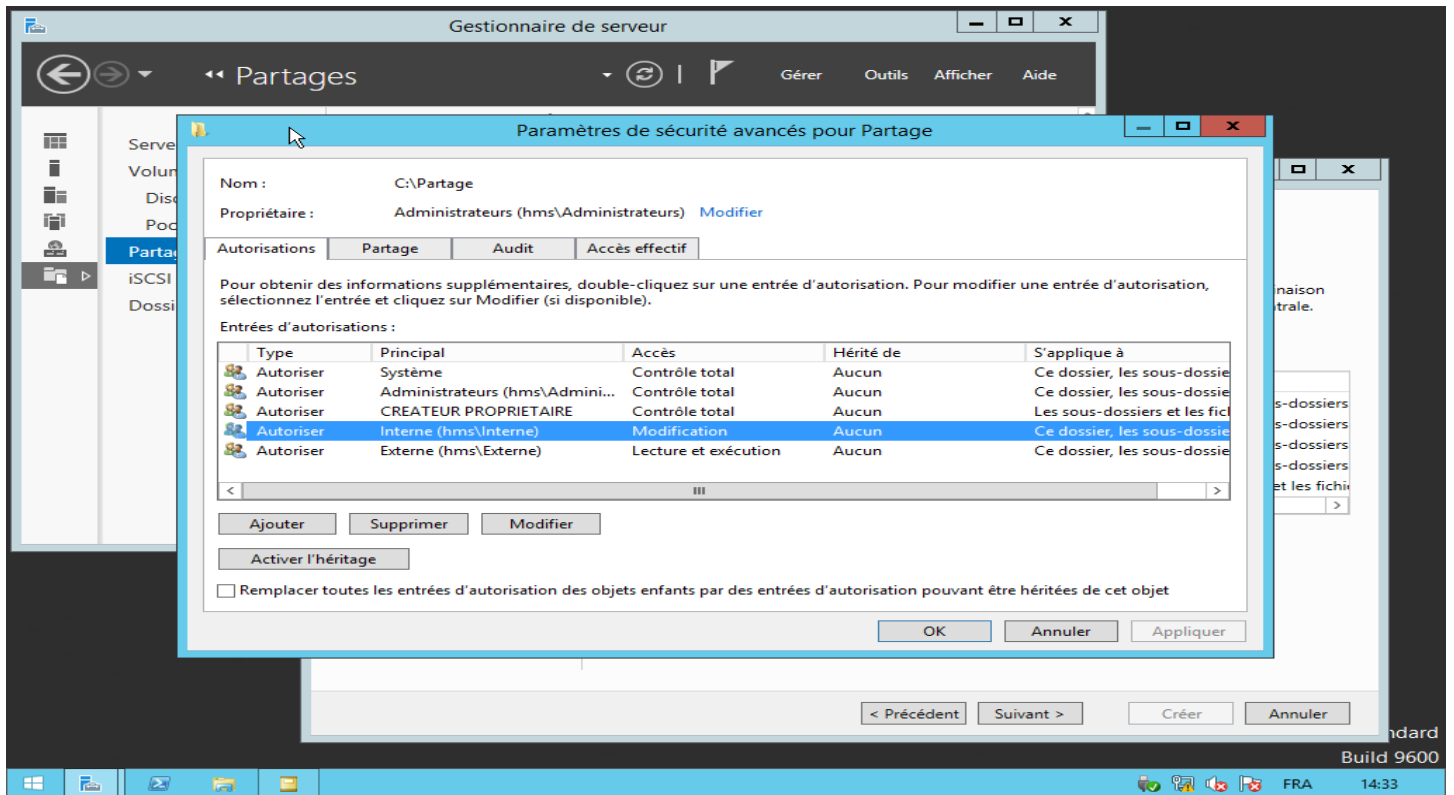 Gestionnaire de serveur
Partages
Gérer Outils Afficher Aide
Paramètres de sécurité avancés pour Partage
Serve
Volum
Disc
Poc
Partag
iSCSI
Dossi
Nom : C:\Partage
Propriétaire : Administrateurs (hms\Administrateurs) Modifier
Autorisations Partage Audit Accès effectif
Pour obtenir des informations supplémentaires, double-cliquez sur une entrée d'autorisation. Pour modifier une entrée d'autorisation,
sélectionnez l'entrée et cliquez sur Modifier (si disponible).
Entrées d'autorisations :
Type Principal Accès Hérité de S'applique à
Autoriser Système Contrôle total Aucun Ce dossier, les sous-dossie
Autoriser Administrateurs (hms\Admini... Contrôle total Aucun Ce dossier, les sous-dossie
Autoriser CREATEUR PROPRIETAIRE Contrôle total Aucun Les sous-dossiers et les ficl
Autoriser Interne (hms\Interne) Modification Aucun Ce dossier, les sous-dossie
Autoriser Externe (hms\Externe) Lecture et exécution Aucun Ce dossier, les sous-dossie
Ajouter Supprimer Modifier
Activer l'héritage
Remplacer toutes les entrées d'autorisation des objets enfants par des entrées d'autorisation pouvant être héritées de cet objet
OK Annuler Appliquer
inaison
trale.
s-dossiers
s-dossiers
s-dossiers
s-dossiers
et les fichi
< Précédent Suivant > Créer Annuler
ndard
Build 9600
FRA 14:33